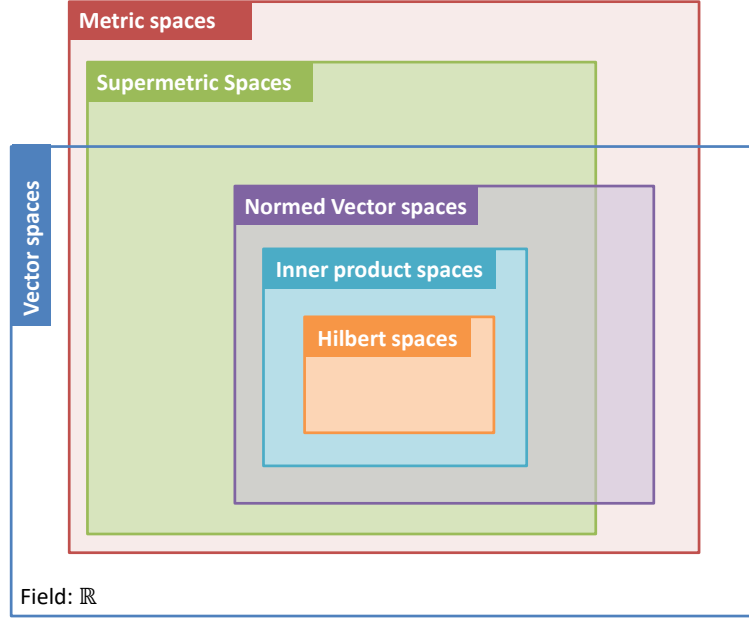 Metric spaces
Supermetric Spaces
Vector spaces
Normed Vector spaces
Inner product spaces
Hilbert spaces
Field: ℝ